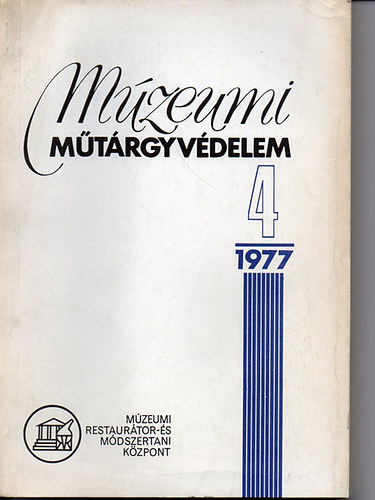 Múzeumi
MŰTÁRGYVÉDELEM
4
1977
MÚZEUMI
RESTAURÁTOR-ÉS
MÓDSZERTANI
KÖZPONT